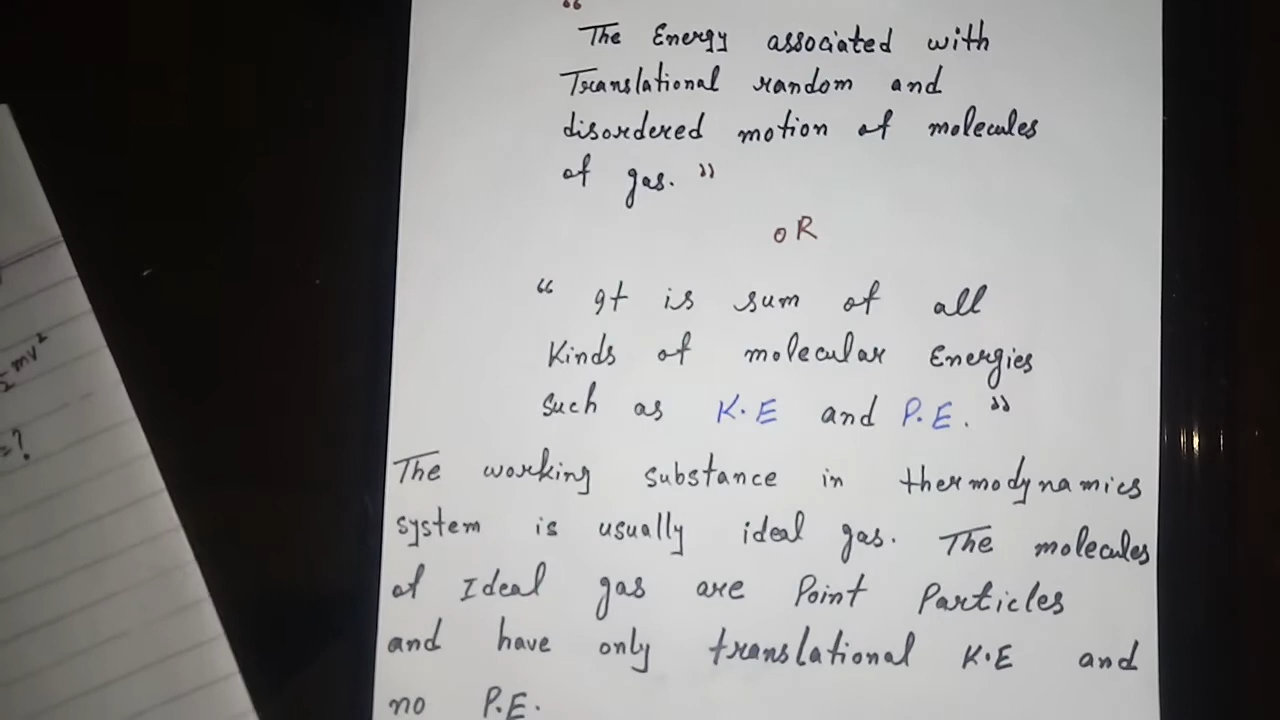 "
The Energy associated with
Translational random and
disordered motion of molecules
of gas."
OR
" It is sum of all
Kinds of molecular Energies
Such as K.E and P.E."
The working substance in thermodynamics
system is usually ideal gas. The molecules
of Ideal gas are Point Particles
and have only translational K.E and
no P.E.
½mv²
=?